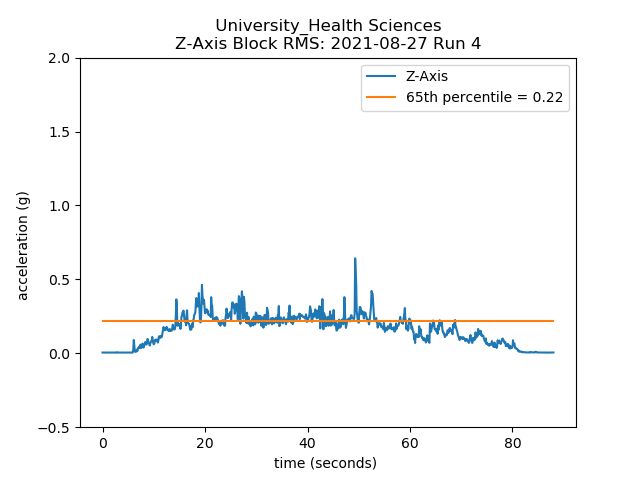 University_Health Sciences
Z-Axis Block RMS: 2021-08-27 Run 4
Z-Axis
65th percentile = 0.22
2.0
1.5
1.0
0.5
0.0
−0.5
acceleration (g)
0 20 40 60 80
time (seconds)